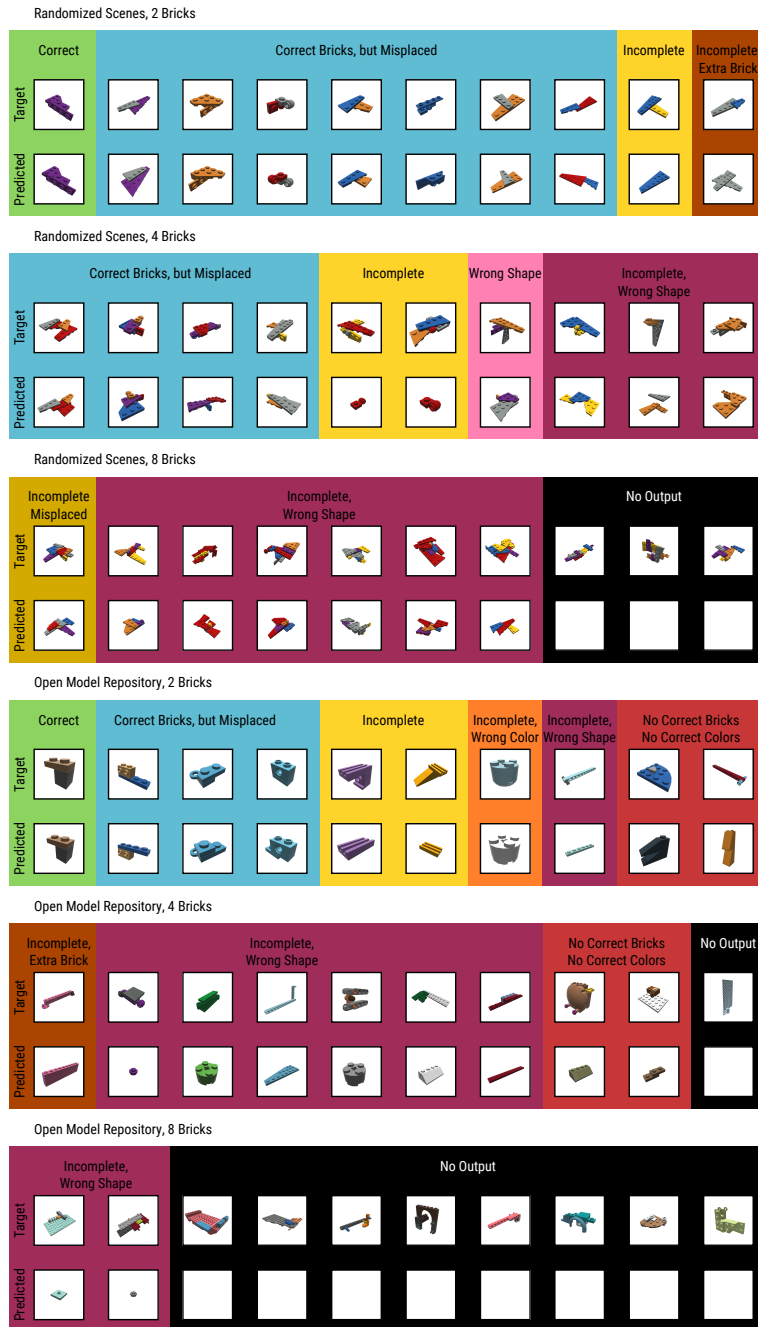 Randomized Scenes, 2 Bricks
Correct
Correct Bricks, but Misplaced
Incomplete
Incomplete
Extra Brick
Target
Predicted
Randomized Scenes, 4 Bricks
Correct Bricks, but Misplaced
Incomplete
Wrong Shape
Incomplete,
Wrong Shape
Target
Predicted
Randomized Scenes, 8 Bricks
Incomplete
Misplaced
Incomplete,
Wrong Shape
No Output
Target
Predicted
Open Model Repository, 2 Bricks
Correct
Correct Bricks, but Misplaced
Incomplete
Incomplete,
Wrong Color
Incomplete,
Wrong Shape
No Correct Bricks
No Correct Colors
Target
Predicted
Open Model Repository, 4 Bricks
Incomplete,
Extra Brick
Incomplete,
Wrong Shape
No Correct Bricks
No Correct Colors
No Output
Target
Predicted
Open Model Repository, 8 Bricks
Incomplete,
Wrong Shape
No Output
Target
Predicted